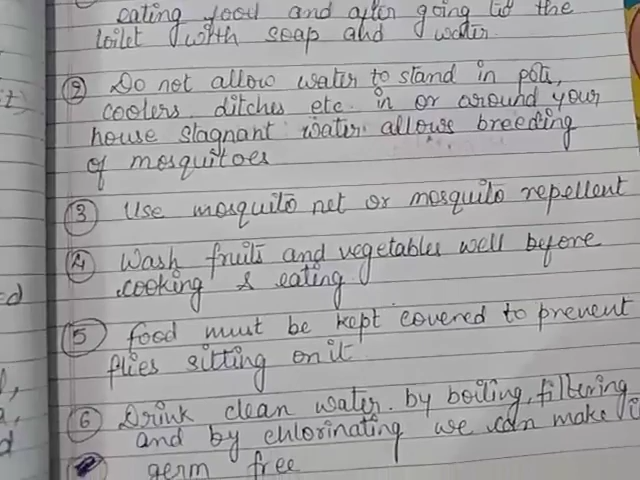 eating food and after going to the
toilet with soap and water.
② Do not allow water to stand in pots,
coolers, ditches etc. in or around your
house stagnant water allows breeding
of mosquitoes
③ Use mosquito net or mosquito repellent
④ Wash fruits and vegetables well before
cooking & eating
⑤ food must be kept covered to prevent
flies sitting on it
⑥ Drink clean water. by boiling, filtering
and by chlorinating we can make i
germ free